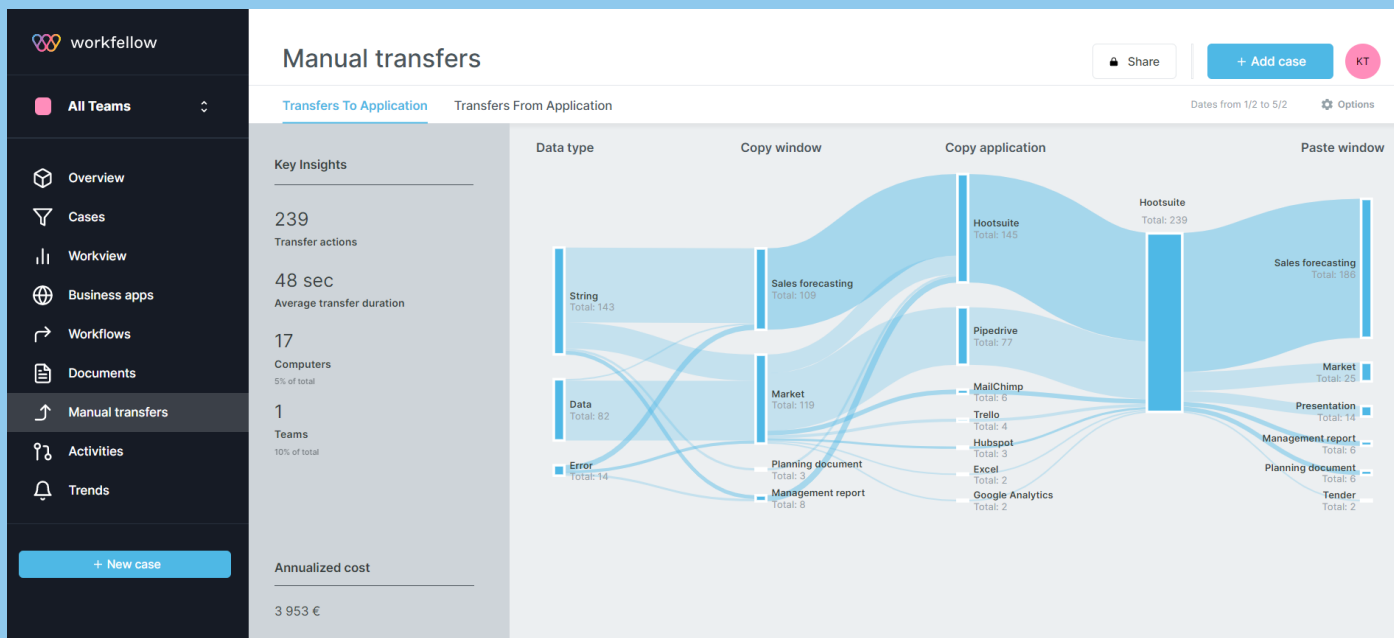 workfellow
All Teams
Overview
Cases
Workview
Business apps
Workflows
Documents
Manual transfers
Activities
Trends
+ New case
Manual transfers
Share
+ Add case
KT
Transfers To Application
Transfers From Application
Dates from 1/2 to 5/2
Options
Key Insights
239
Transfer actions
48 sec
Average transfer duration
17
Computers
5% of total
1
Teams
10% of total
Annualized cost
3 953 €
Data type
Copy window
Copy application
Paste window
String
Total: 143
Data
Total: 82
Error
Total: 14
Sales forecasting
Total: 109
Market
Total: 119
Planning document
Total: 3
Management report
Total: 8
Hootsuite
Total: 145
Pipedrive
Total: 77
MailChimp
Total: 6
Trello
Total: 4
Hubspot
Total: 3
Excel
Total: 2
Google Analytics
Total: 2
Hootsuite
Total: 239
Sales forecasting
Total: 186
Market
Total: 25
Presentation
Total: 14
Management report
Total: 6
Planning document
Total: 6
Tender
Total: 2